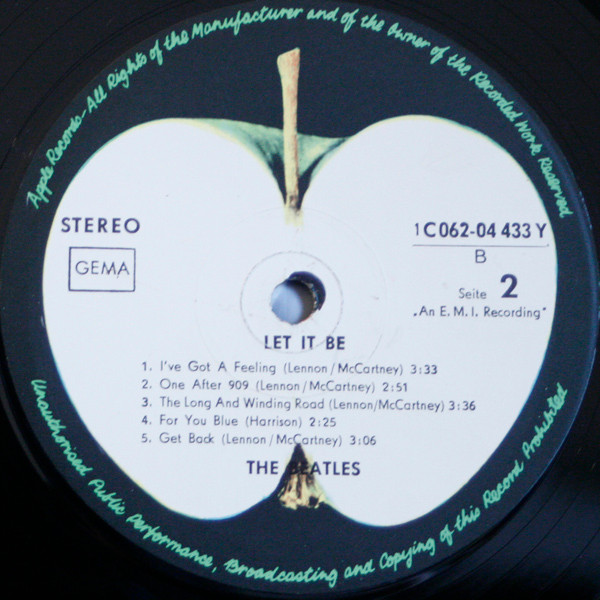 Apple Records-All Rights of the Manufacturer and of the Owner of the Recorded Work Reserved
STEREO
GEMA
1C062-04 433 Y
B
Seite 2
"An E. M. I. Recording"
LET IT BE
1. I've Got A Feeling (Lennon/McCartney) 3:33
2. One After 909 (Lennon/McCartney) 2:51
3. The Long And Winding Road (Lennon/McCartney) 3:36
4. For You Blue (Harrison) 2:25
5. Get Back (Lennon/McCartney) 3:06
THE BEATLES
Unauthorised Public Performance, Broadcasting and Copying of this Record Prohibited